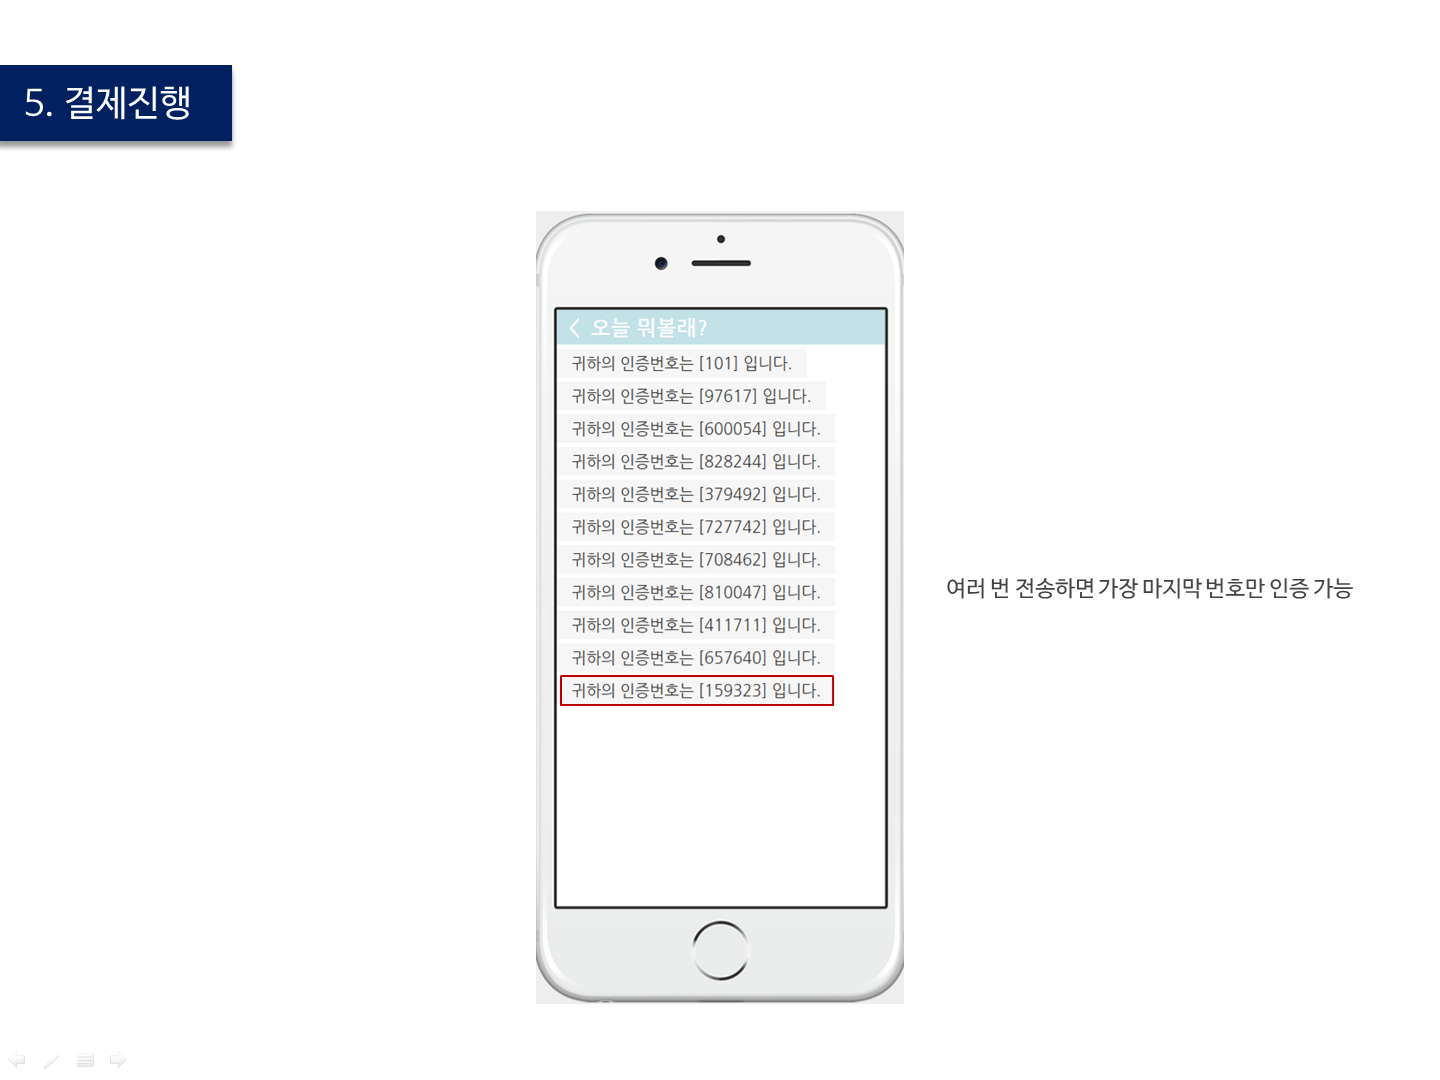 5. 결제진행
오늘 뭐볼래?
귀하의 인증번호는 [101] 입니다.
귀하의 인증번호는 [97617] 입니다.
귀하의 인증번호는 [600054] 입니다.
귀하의 인증번호는 [828244] 입니다.
귀하의 인증번호는 [379492] 입니다.
귀하의 인증번호는 [727742] 입니다.
귀하의 인증번호는 [708462] 입니다.
귀하의 인증번호는 [810047] 입니다.
귀하의 인증번호는 [411711] 입니다.
귀하의 인증번호는 [657640] 입니다.
귀하의 인증번호는 [159323] 입니다.
여러 번 전송하면 가장 마지막 번호만 인증 가능